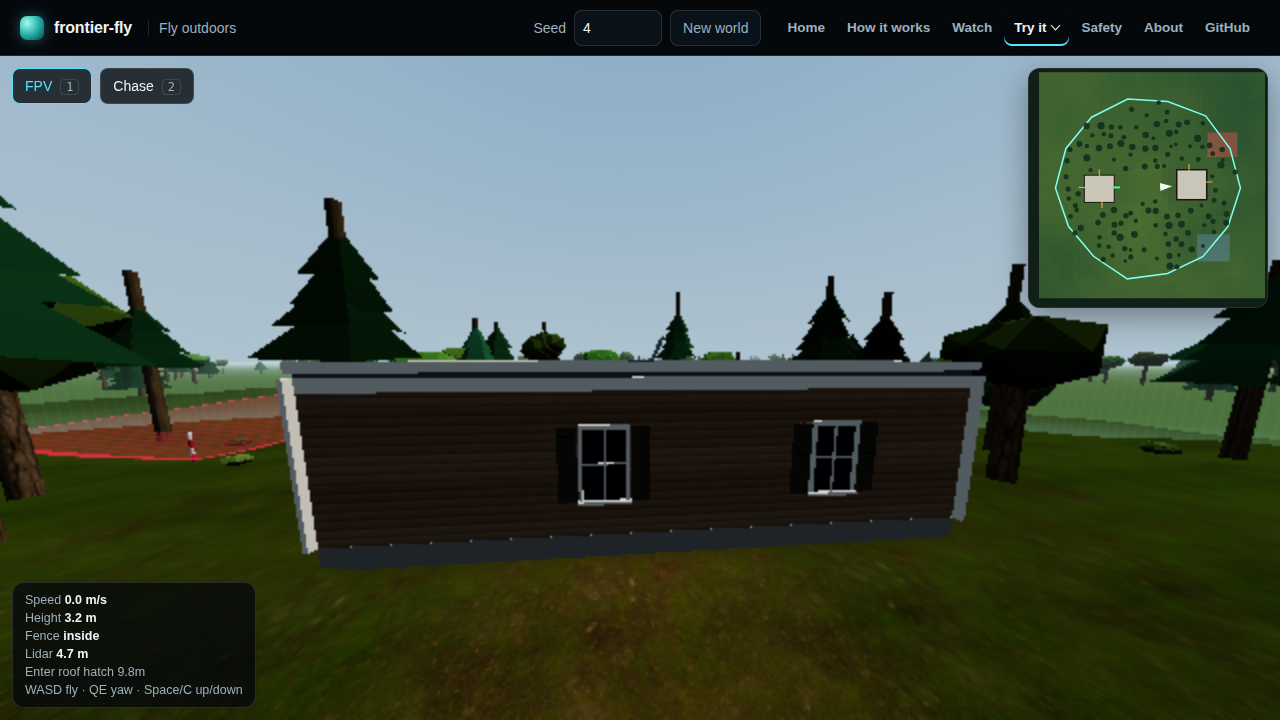 frontier-fly
Fly outdoors
Seed
4
New world
Home
How it works
Watch
Try it
Safety
About
GitHub
FPV 1
Chase 2
Speed 0.0 m/s
Height 3.2 m
Fence inside
Lidar 4.7 m
Enter roof hatch 9.8m
WASD fly · QE yaw · Space/C up/down